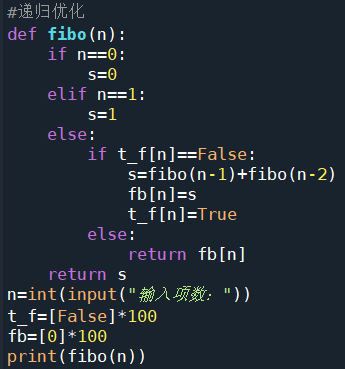 #递归优化
def fibo(n):
    if n==0:
        s=0
    elif n==1:
        s=1
    else:
        if t_f[n]==False:
            s=fibo(n-1)+fibo(n-2)
            fb[n]=s
            t_f[n]=True
        else:
            return fb[n]
    return s
n=int(input("输入项数: "))
t_f=[False]*100
fb=[0]*100
print(fibo(n))